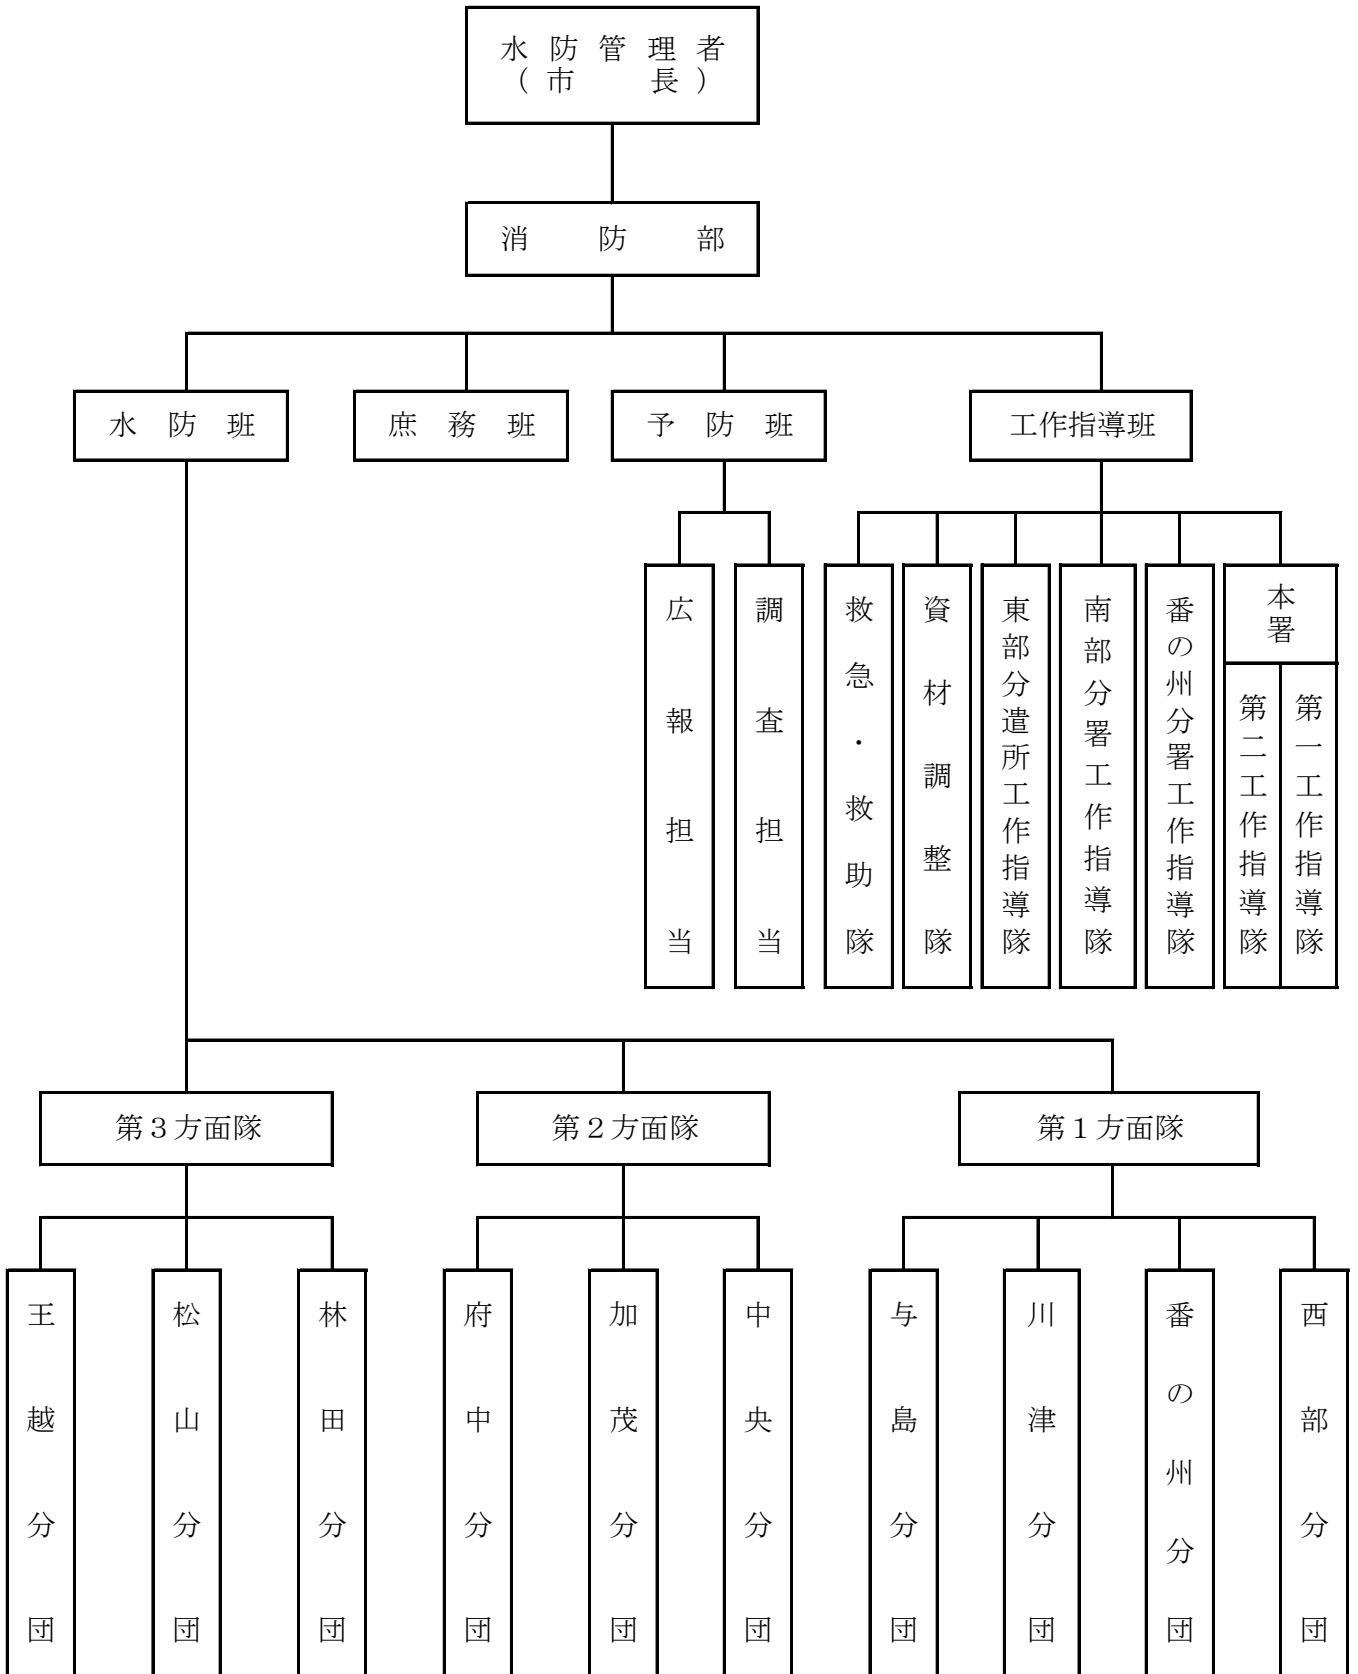 水防管理者
(市長)
消防部
水防班
庶務班
予防班
工作指導班
広報担当
調査担当
救急・救助隊
資材調整隊
東部分遣所工作指導隊
南部分署工作指導隊
番の州分署工作指導隊
本署
第二工作指導隊
第一工作指導隊
第3方面隊
第2方面隊
第1方面隊
王越分団
松山分団
林田分団
府中分団
加茂分団
中央分団
与島分団
川津分団
番の州分団
西部分団